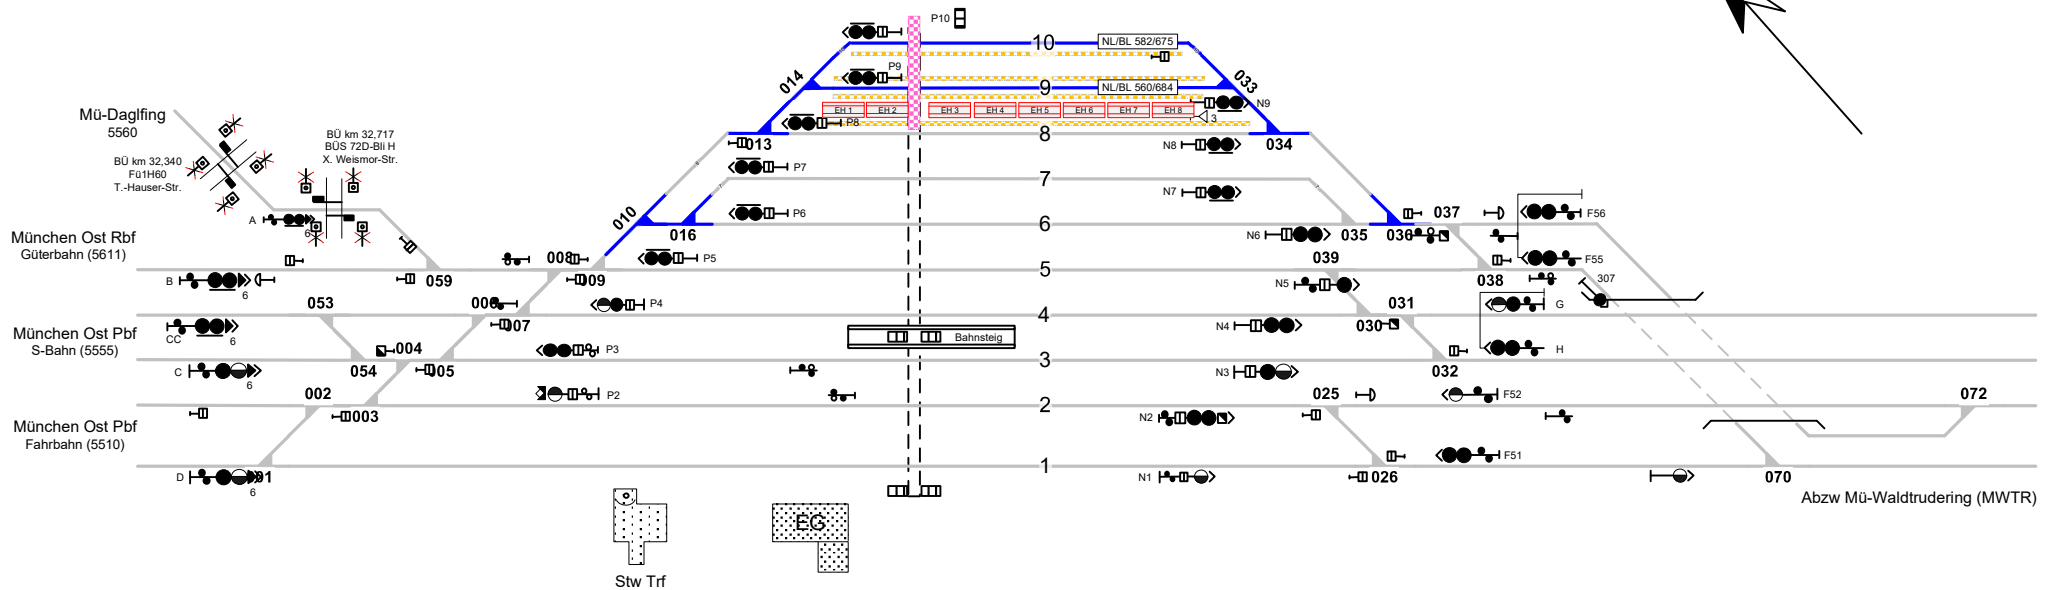 P10
10
NL/BL 582/675
P9
014
033
9
NL/BL 560/684
EH 1
EH 2
EH 3
EH 4
EH 5
EH 6
EH 7
EH 8
N9
3
P8
Mü-Daglfing
5560
BÜ km 32,717
BÜS 72D-Bli H
X. Weismor-Str.
BÜ km 32,340
Fü1H60
T.-Hauser-Str.
013
8
034
N8
P7
7
N7
A
6
010
P6
6
016
N6
035
036
037
F56
München Ost Rbf
Güterbahn (5611)
008
P5
039
F55
B
6
059
009
5
N5
038
307
053
006
P4
031
G
München Ost Pbf
S-Bahn (5555)
CC
6
007
4
N4
030
Bahnsteig
004
P3
H
C
6
054
005
3
N3
032
002
P2
025
F52
072
003
2
N2
München Ost Pbf
Fahrbahn (5510)
F51
D
6
01
1
N1
026
070
Abzw Mü-Waldtrudering (MWTR)
EG
Stw Trf